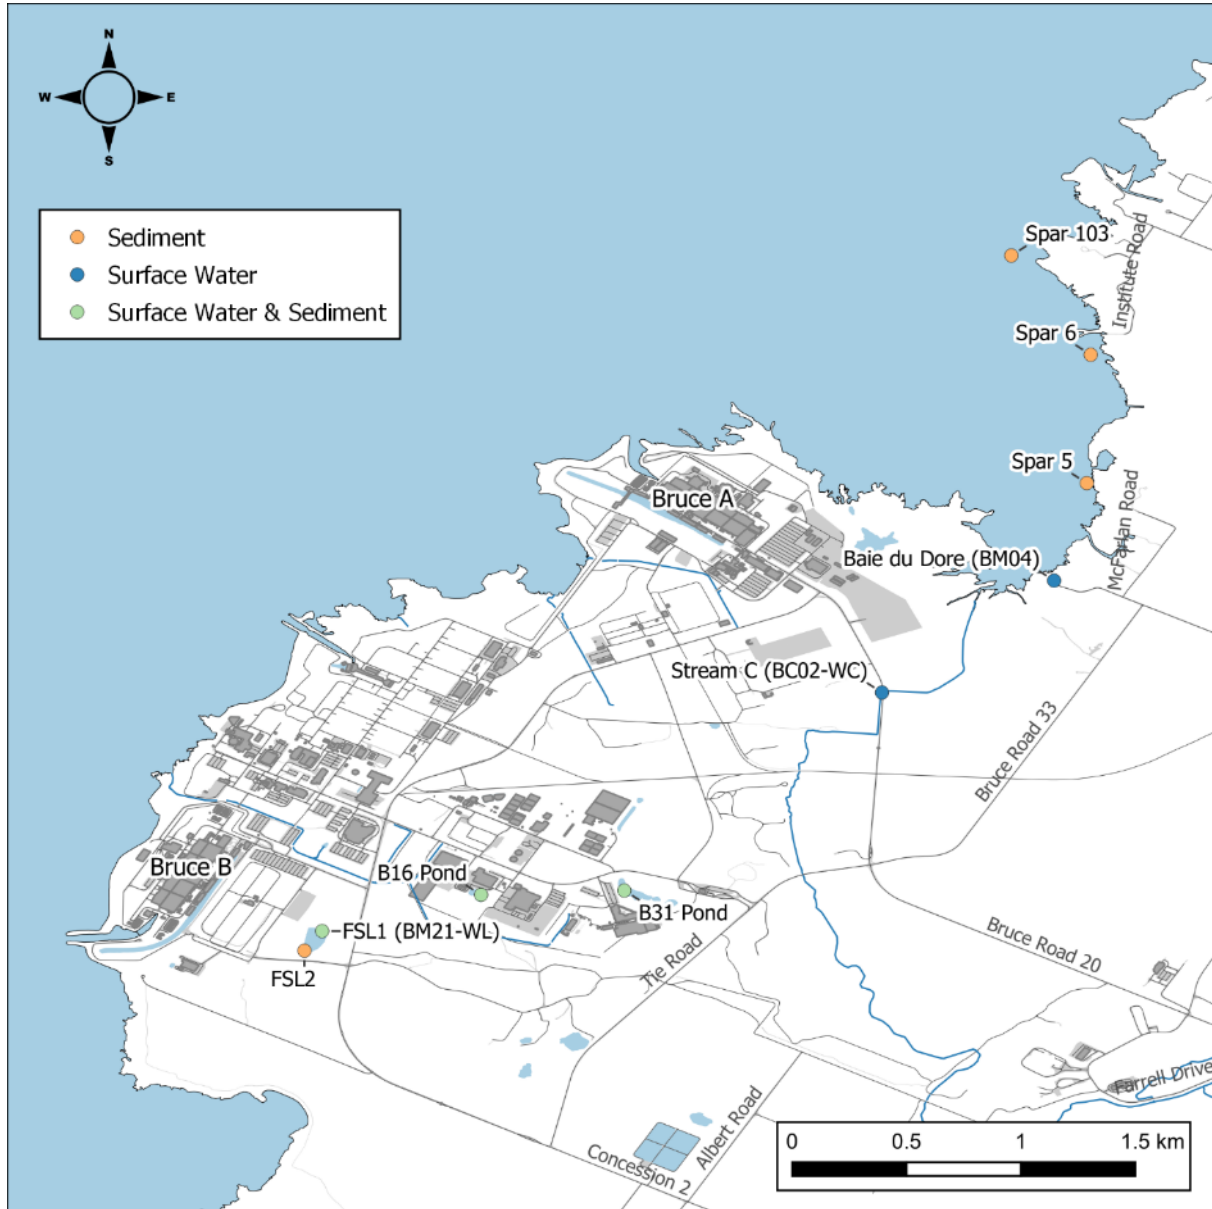 N
W E
S
Sediment
Surface Water
Surface Water & Sediment
Spar 103
Institute Road
Spar 6
Spar 5
McFarlan Road
Bruce A
Baie du Dore (BM04)
Stream C (BC02-WC)
Bruce Road 33
Bruce B
B16 Pond
B31 Pond
FSL1 (BM21-WL)
FSL2
Tie Road
Bruce Road 20
Farrell Drive
Albert Road
Concession 2
0 0.5 1 1.5 km